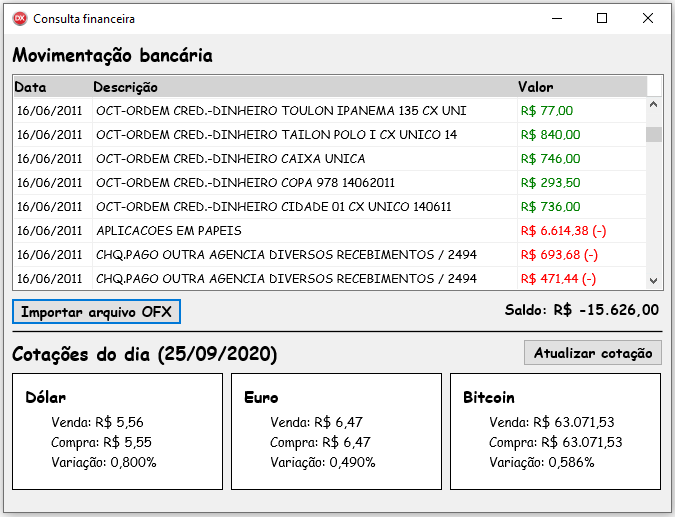 DX Consulta financeira
Movimentação bancária
Data Descrição Valor
16/06/2011 OCT-ORDEM CRED.-DINHEIRO TOULON IPANEMA 135 CX UNI R$ 77,00
16/06/2011 OCT-ORDEM CRED.-DINHEIRO TAILON POLO I CX UNICO 14 R$ 840,00
16/06/2011 OCT-ORDEM CRED.-DINHEIRO CAIXA UNICA R$ 746,00
16/06/2011 OCT-ORDEM CRED.-DINHEIRO COPA 978 14062011 R$ 293,50
16/06/2011 OCT-ORDEM CRED.-DINHEIRO CIDADE 01 CX UNICO 140611 R$ 736,00
16/06/2011 APLICACOES EM PAPEIS R$ 6.614,38 (-)
16/06/2011 CHQ.PAGO OUTRA AGENCIA DIVERSOS RECEBIMENTOS / 2494 R$ 693,68 (-)
16/06/2011 CHQ.PAGO OUTRA AGENCIA DIVERSOS RECEBIMENTOS / 2494 R$ 471,44 (-)
Importar arquivo OFX Saldo: R$ -15.626,00
Cotações do dia (25/09/2020) Atualizar cotação
Dólar
Venda: R$ 5,56
Compra: R$ 5,55
Variação: 0,800%
Euro
Venda: R$ 6,47
Compra: R$ 6,47
Variação: 0,490%
Bitcoin
Venda: R$ 63.071,53
Compra: R$ 63.071,53
Variação: 0,586%